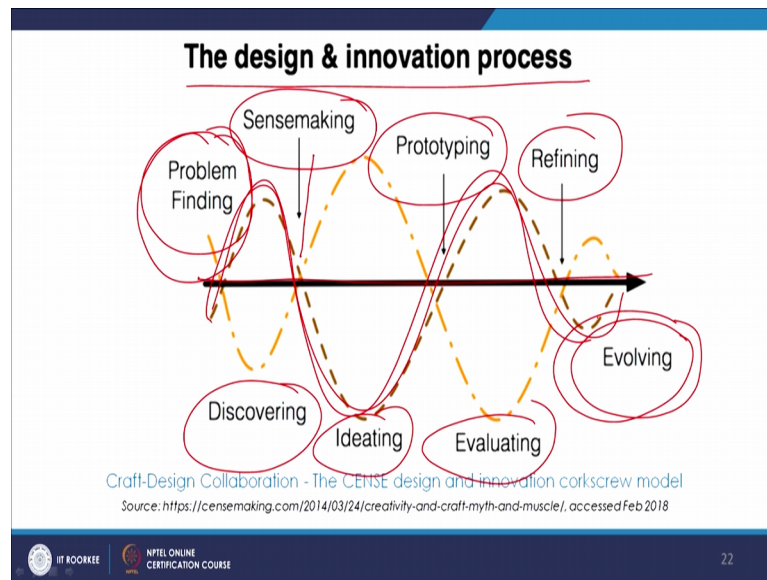 The design & innovation process
Sensemaking
Prototyping
Refining
Problem
Finding
Evolving
Discovering
Ideating
Evaluating
Craft-Design Collaboration - The CENSE design and innovation corkscrew model
Source: https://censemaking.com/2014/03/24/creativity-and-craft-myth-and-muscle/, accessed Feb 2018
IIT ROORKEE
NPTEL ONLINE
CERTIFICATION COURSE
22